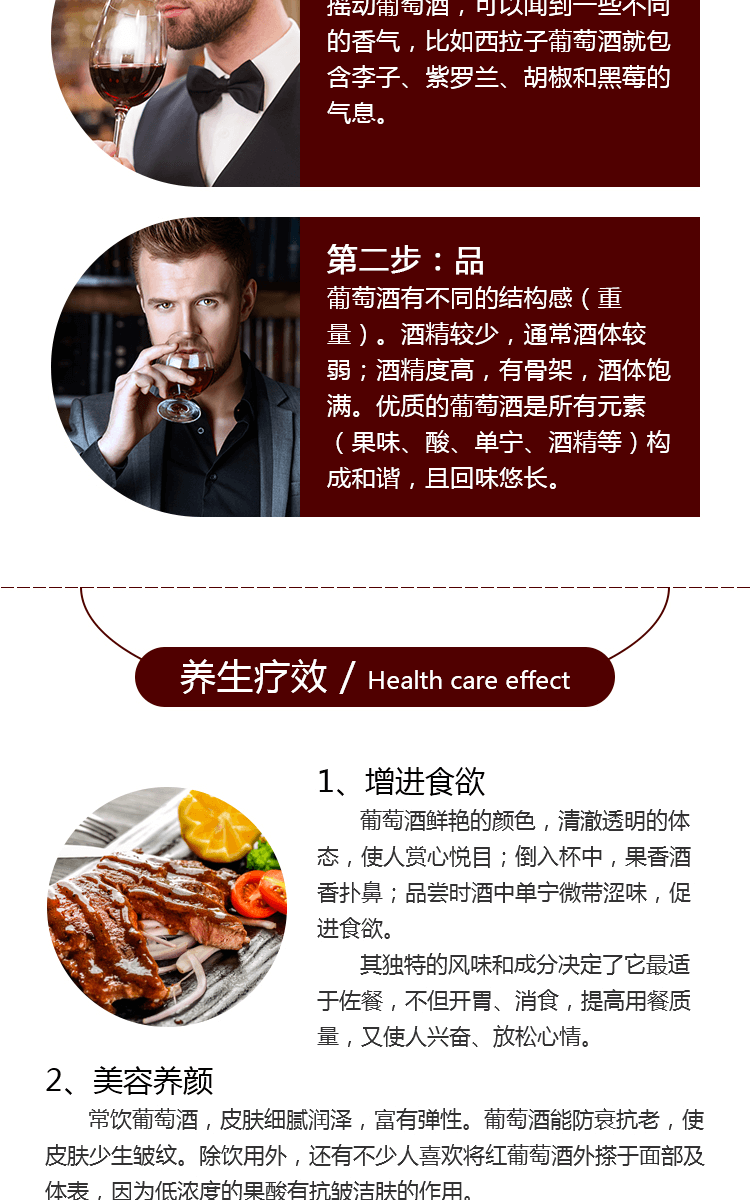 摇动葡萄酒，可以闻到一些不同
的香气，比如西拉子葡萄酒就包
含李子、紫罗兰、胡椒和黑莓的
气息。
第二步：品
葡萄酒有不同的结构感（重
量）。酒精较少，通常酒体较
弱；酒精度高，有骨架，酒体饱
满。优质的葡萄酒是所有元素
（果味、酸、单宁、酒精等）构
成和谐，且回味悠长。
养生疗效 / Health care effect
1、增进食欲
葡萄酒鲜艳的颜色，清澈透明的体
态，使人赏心悦目；倒入杯中，果香酒
香扑鼻；品尝时酒中单宁微带涩味，促
进食欲。
其独特的风味和成分决定了它最适
于佐餐，不但开胃、消食，提高用餐质
量，又使人兴奋、放松心情。
2、美容养颜
常饮葡萄酒，皮肤细腻润泽，富有弹性。葡萄酒能防衰抗老，使
皮肤少生皱纹。除饮用外，还有不少人喜欢将红葡萄酒外搽于面部及
体表，因为低浓度的果酸有抗皱洁肤的作用。